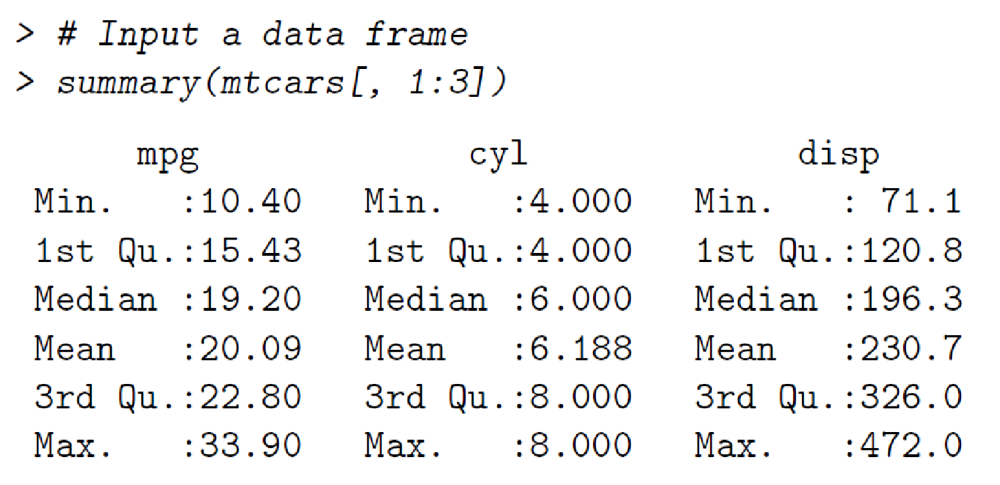 > # Input a data frame
> summary(mtcars[, 1:3])
mpg cyl disp
Min. :10.40 Min. :4.000 Min. : 71.1
1st Qu.:15.43 1st Qu.:4.000 1st Qu.:120.8
Median :19.20 Median :6.000 Median :196.3
Mean :20.09 Mean :6.188 Mean :230.7
3rd Qu.:22.80 3rd Qu.:8.000 3rd Qu.:326.0
Max. :33.90 Max. :8.000 Max. :472.0